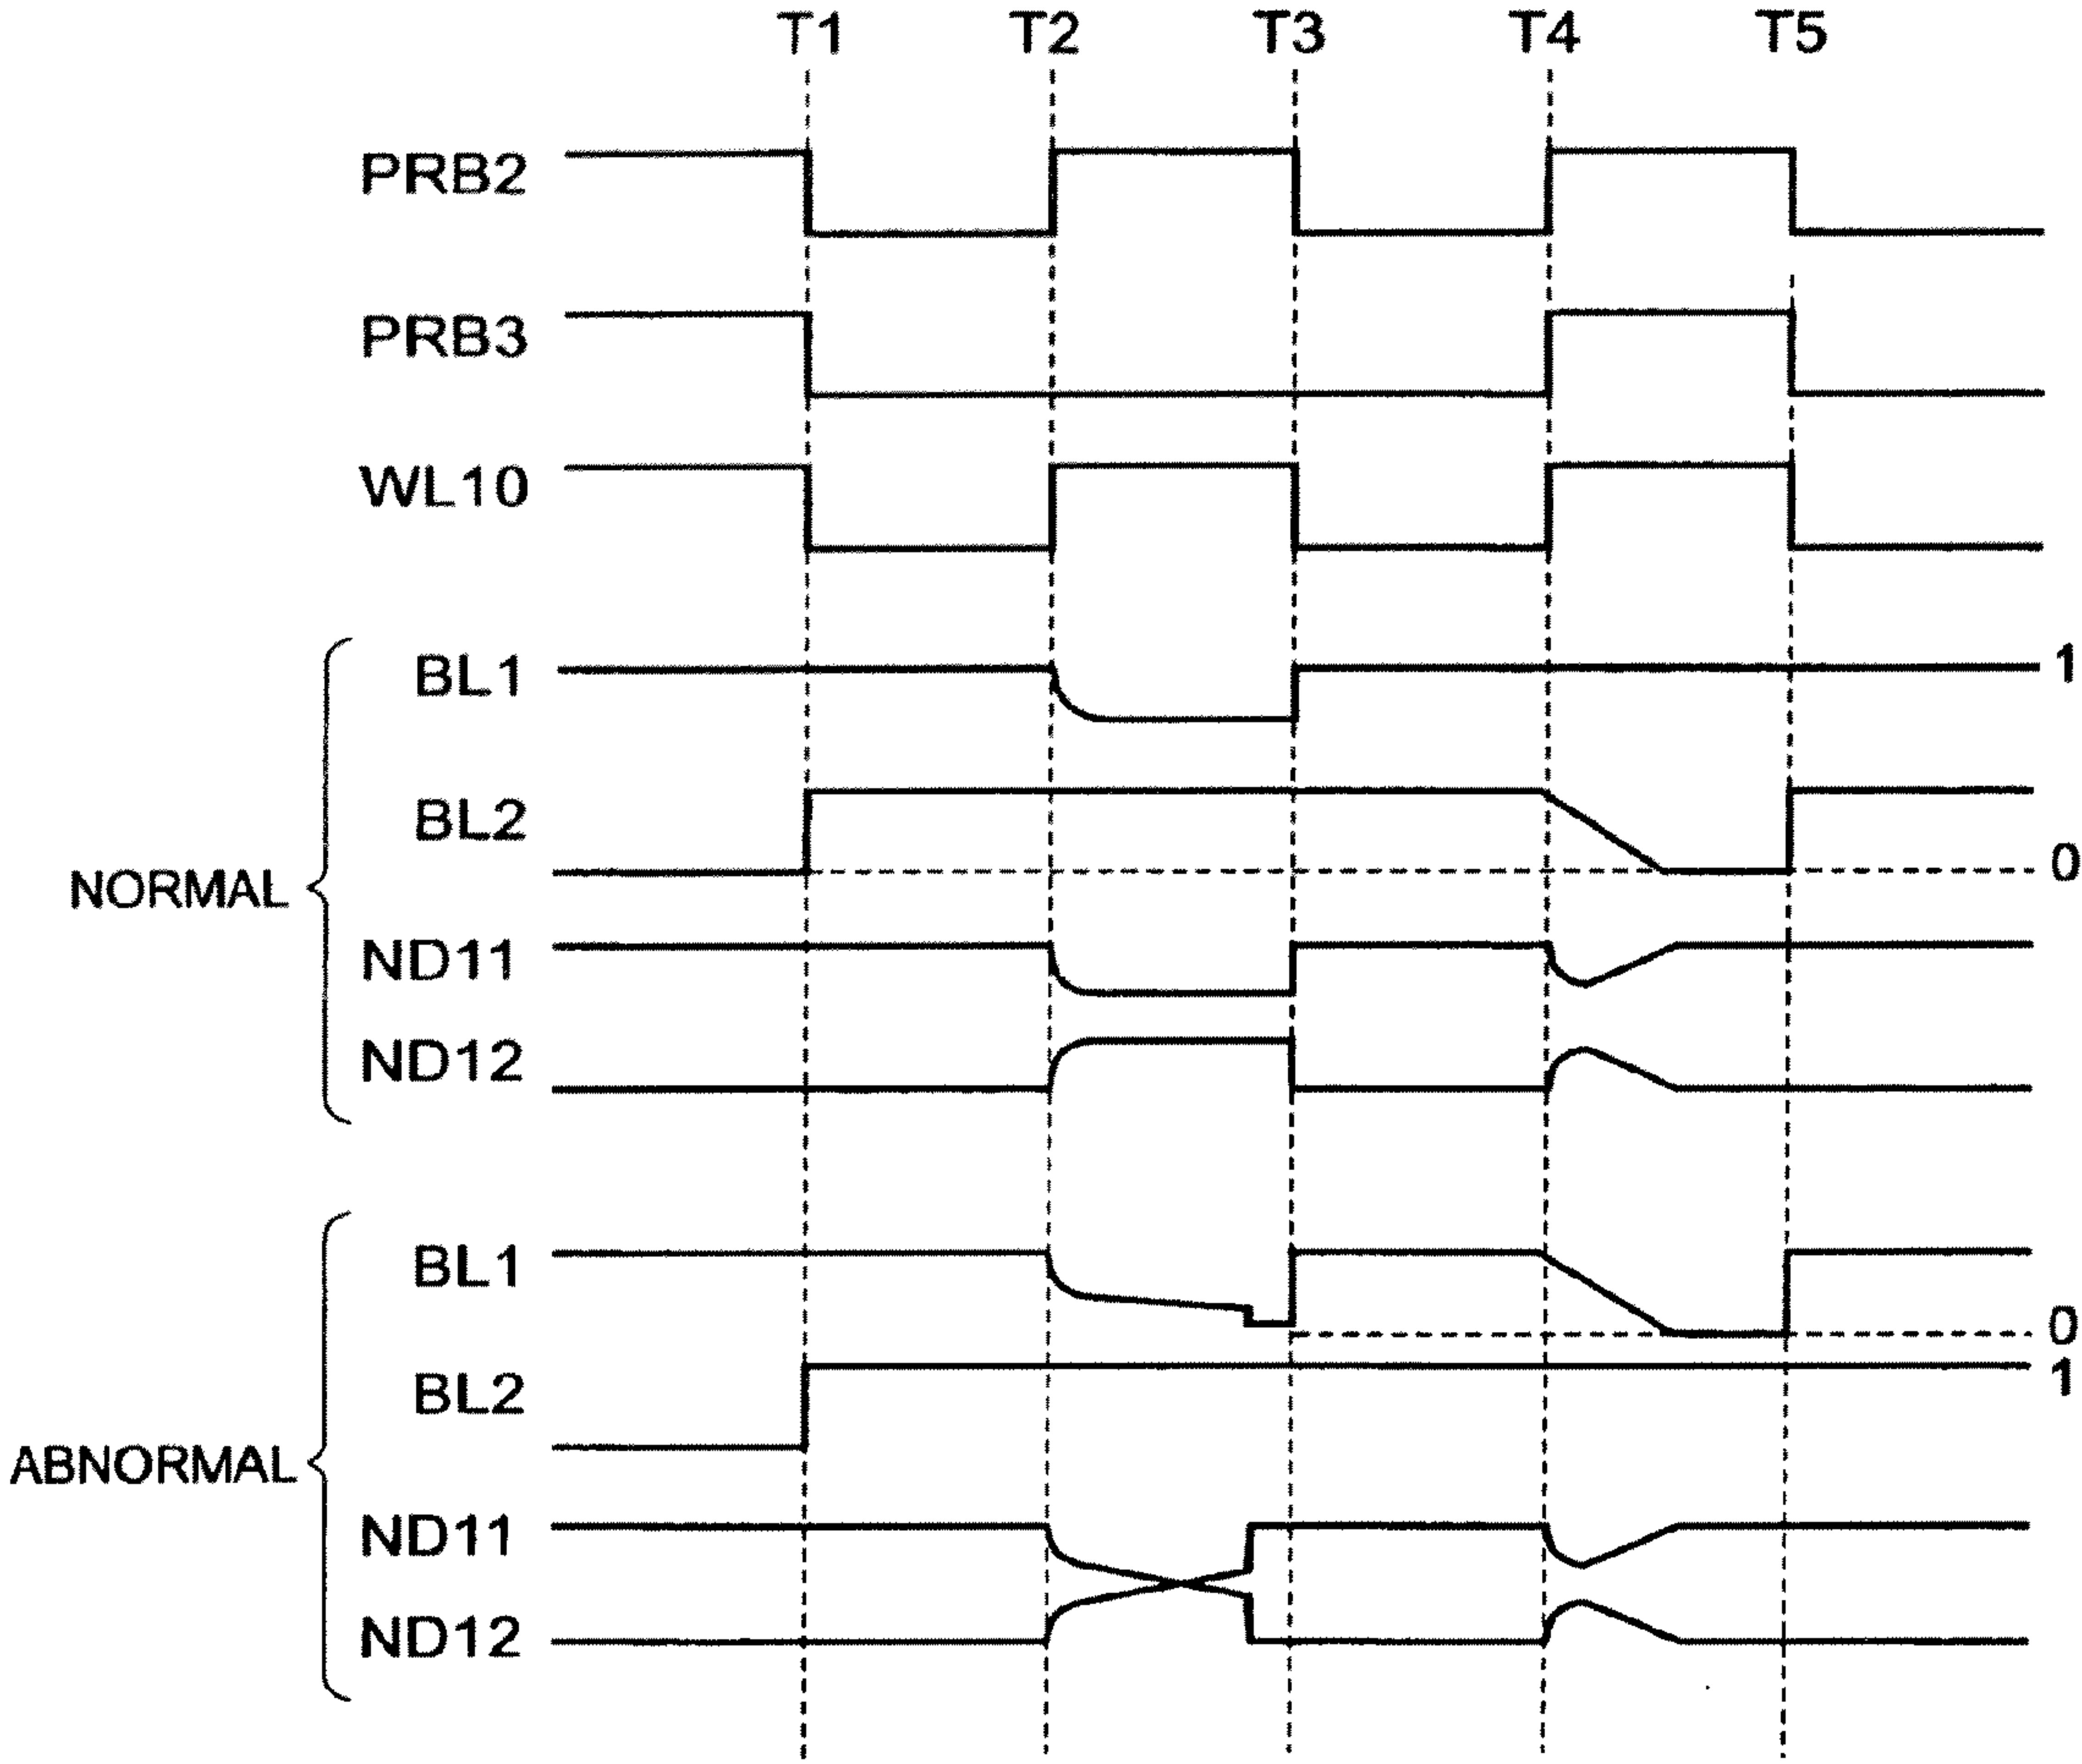 T1 T2 T3 T4 T5
PRB2
PRB3
WL10
NORMAL
BL1 1
BL2 0
ND11
ND12
ABNORMAL
BL1 0
BL2 1
ND11
ND12